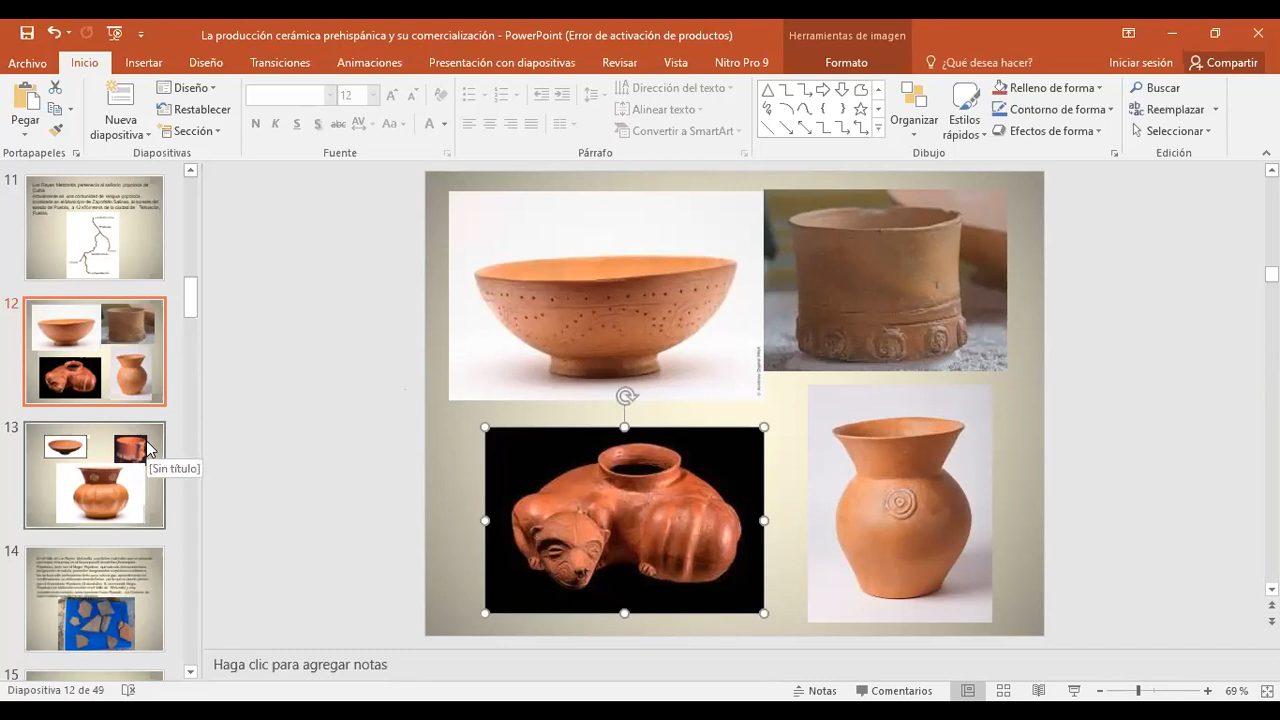 La producción cerámica prehispánica y su comercialización - PowerPoint (Error de activación de productos)
Herramientas de imagen
Archivo Inicio Insertar Diseño Transiciones Animaciones Presentación con diapositivas Revisar Vista Nitro Pro 9 Formato ¿Qué desea hacer? Iniciar sesión Compartir
Pegar
Nueva diapositiva
Diseño
Restablecer
Sección
12
N K S S abc AV Aa A
Dirección del texto
Alinear texto
Convertir a SmartArt
Organizar
Estilos rápidos
Relleno de forma
Contorno de forma
Efectos de forma
Buscar
Reemplazar
Seleccionar
Portapapeles Diapositivas Fuente Párrafo Dibujo Edición
11
12
13
[Sin título]
14
15
Haga clic para agregar notas
Diapositiva 12 de 49 Notas Comentarios 69 %